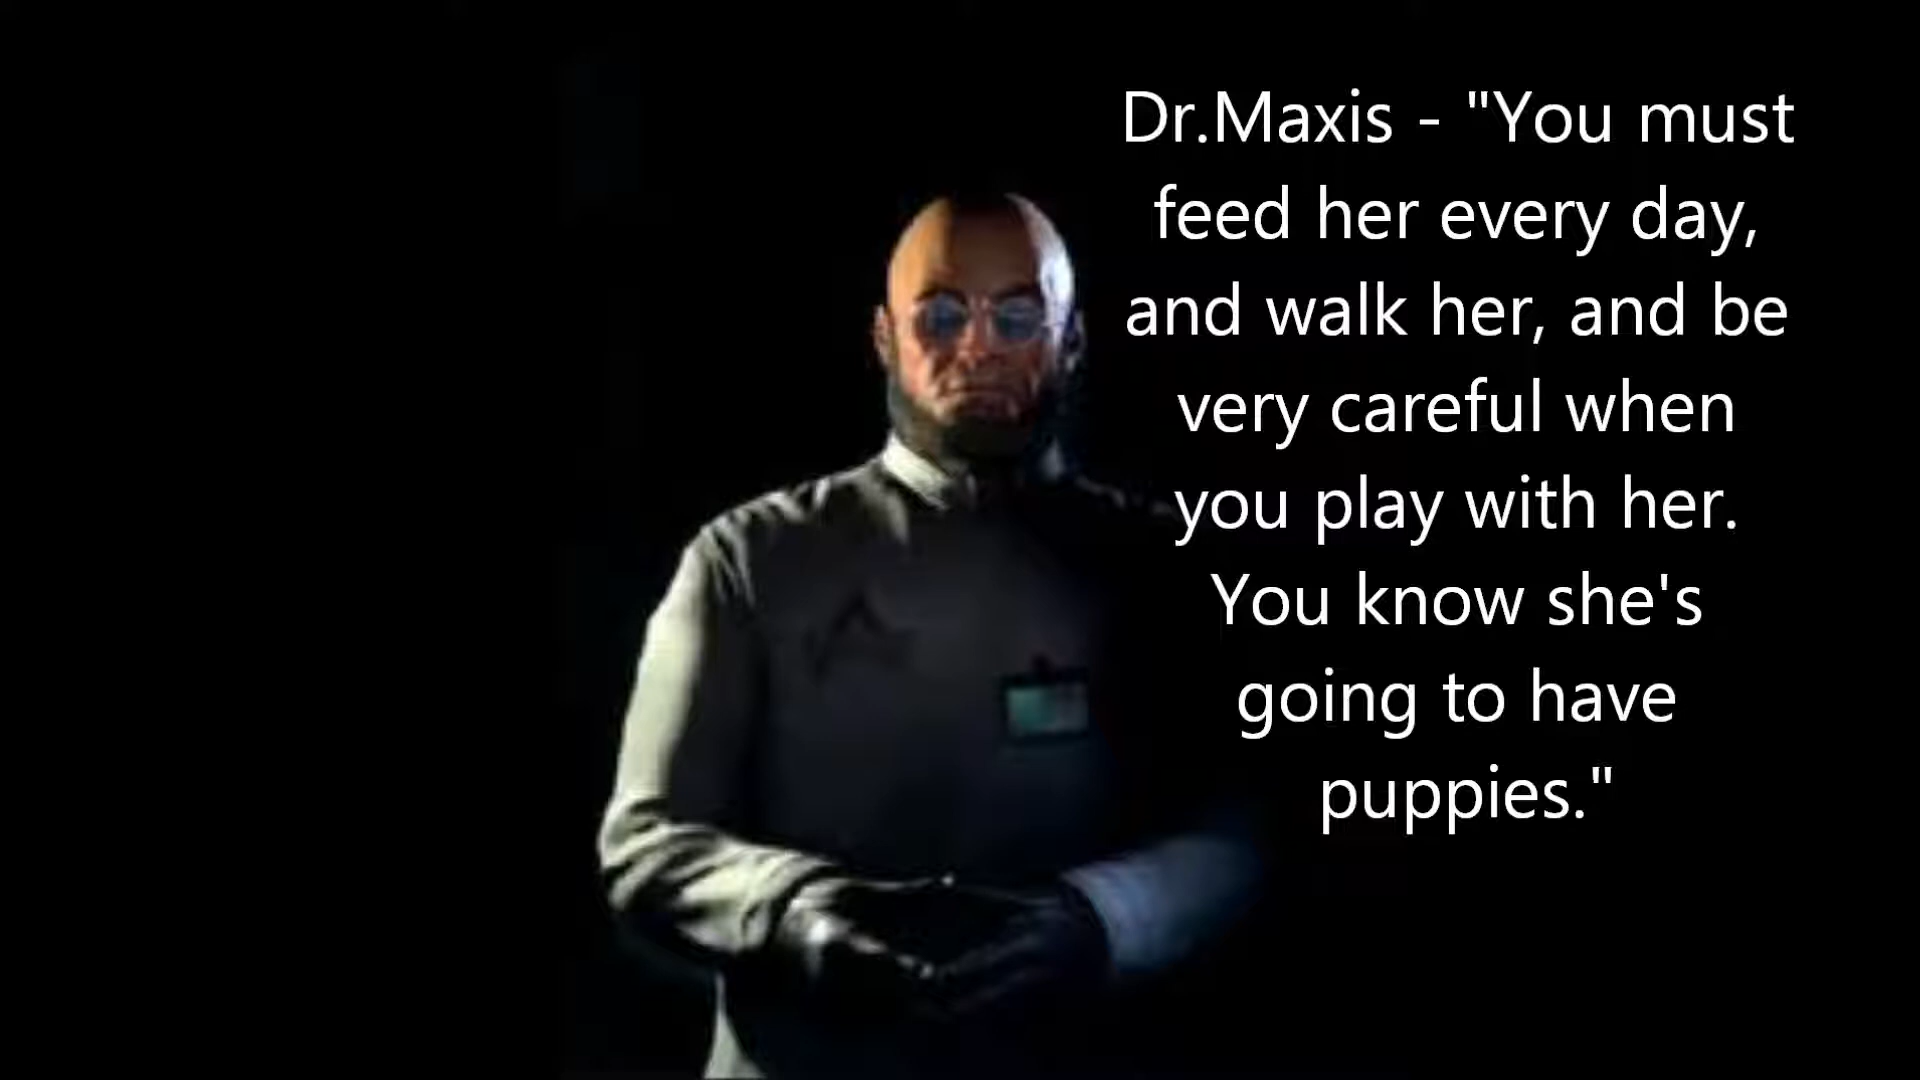 Dr.Maxis - "You must
feed her every day,
and walk her, and be
very careful when
you play with her.
You know she's
going to have
puppies."